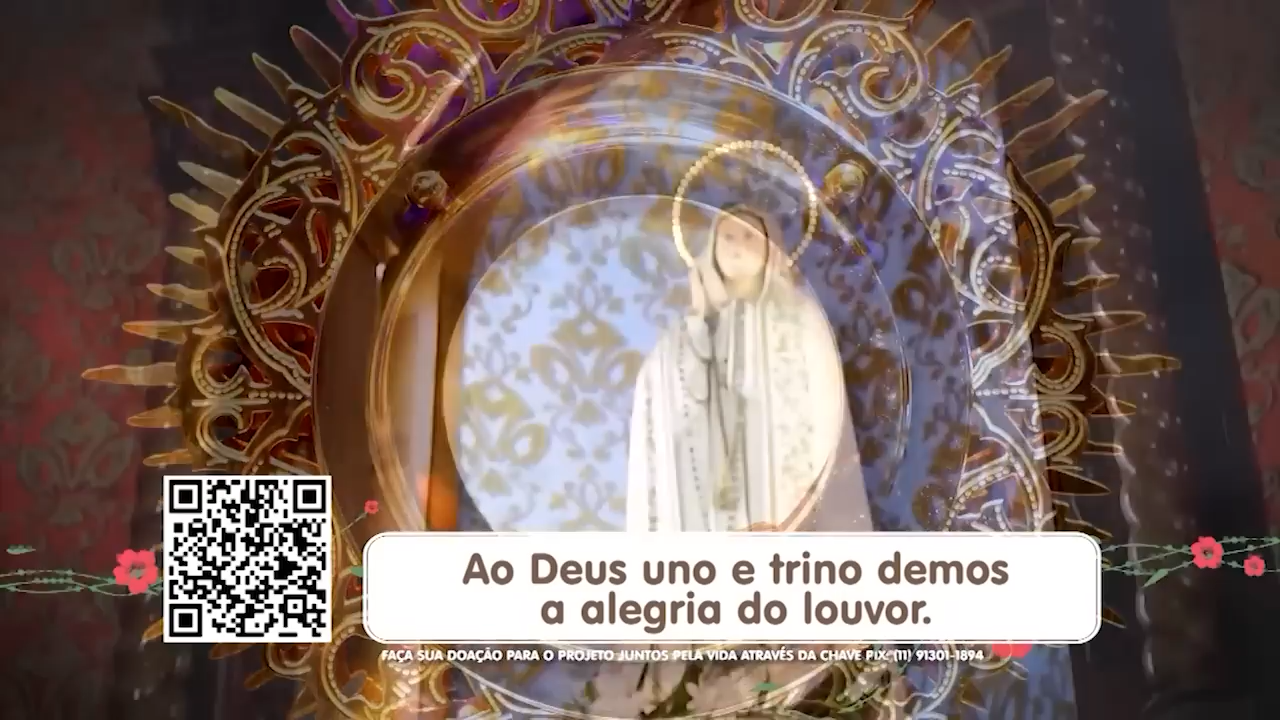 Ao Deus uno e trino demos
a alegria do louvor.
FAÇA SUA DOAÇÃO PARA O PROJETO JUNTOS PELA VIDA ATRAVÉS DA CHAVE PIX: (11) 91301-1894